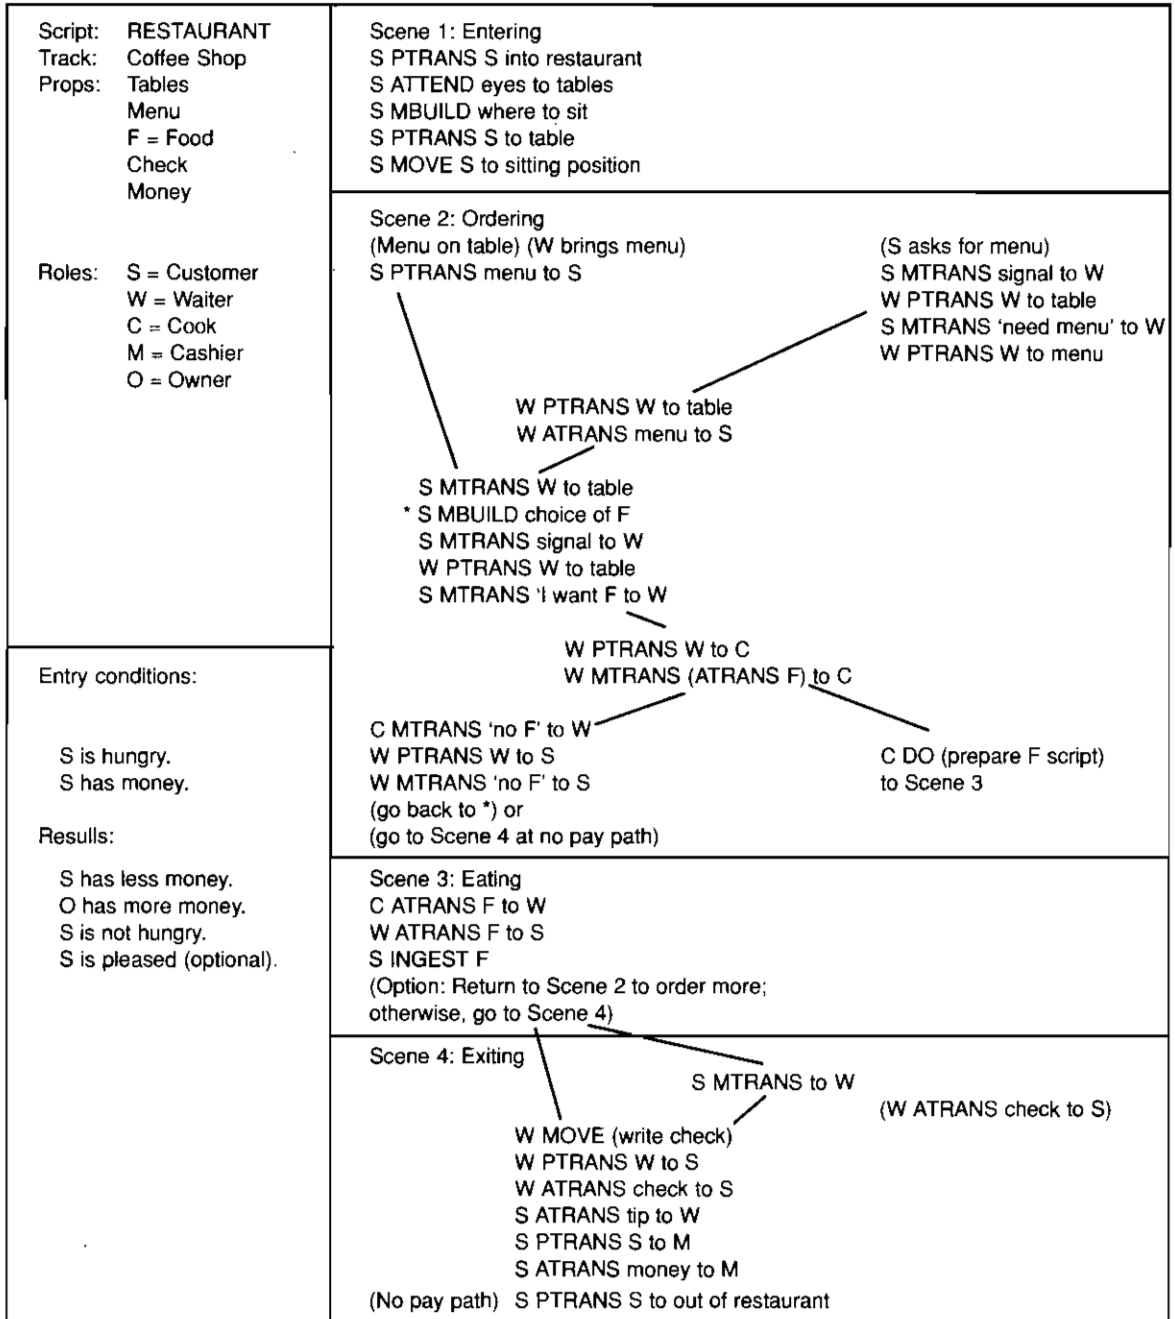 Script: RESTAURANT
Track: Coffee Shop
Props: Tables
Menu
F = Food
Check
Money
Roles: S = Customer
W = Waiter
C = Cook
M = Cashier
O = Owner
Entry conditions:
S is hungry.
S has money.
Resulls:
S has less money.
O has more money.
S is not hungry.
S is pleased (optional).
Scene 1: Entering
S PTRANS S into restaurant
S ATTEND eyes to tables
S MBUILD where to sit
S PTRANS S to table
S MOVE S to sitting position
Scene 2: Ordering
(Menu on table) (W brings menu)
S PTRANS menu to S
(S asks for menu)
S MTRANS signal to W
W PTRANS W to table
S MTRANS 'need menu' to W
W PTRANS W to menu
W PTRANS W to table
W ATRANS menu to S
S MTRANS W to table
* S MBUILD choice of F
S MTRANS signal to W
W PTRANS W to table
S MTRANS 'I want F to W
W PTRANS W to C
W MTRANS (ATRANS F) to C
C MTRANS 'no F' to W
W PTRANS W to S
W MTRANS 'no F' to S
(go back to *) or
(go to Scene 4 at no pay path)
C DO (prepare F script)
to Scene 3
Scene 3: Eating
C ATRANS F to W
W ATRANS F to S
S INGEST F
(Option: Return to Scene 2 to order more;
otherwise, go to Scene 4)
Scene 4: Exiting
S MTRANS to W
(W ATRANS check to S)
W MOVE (write check)
W PTRANS W to S
W ATRANS check to S
S ATRANS tip to W
S PTRANS S to M
S ATRANS money to M
(No pay path) S PTRANS S to out of restaurant